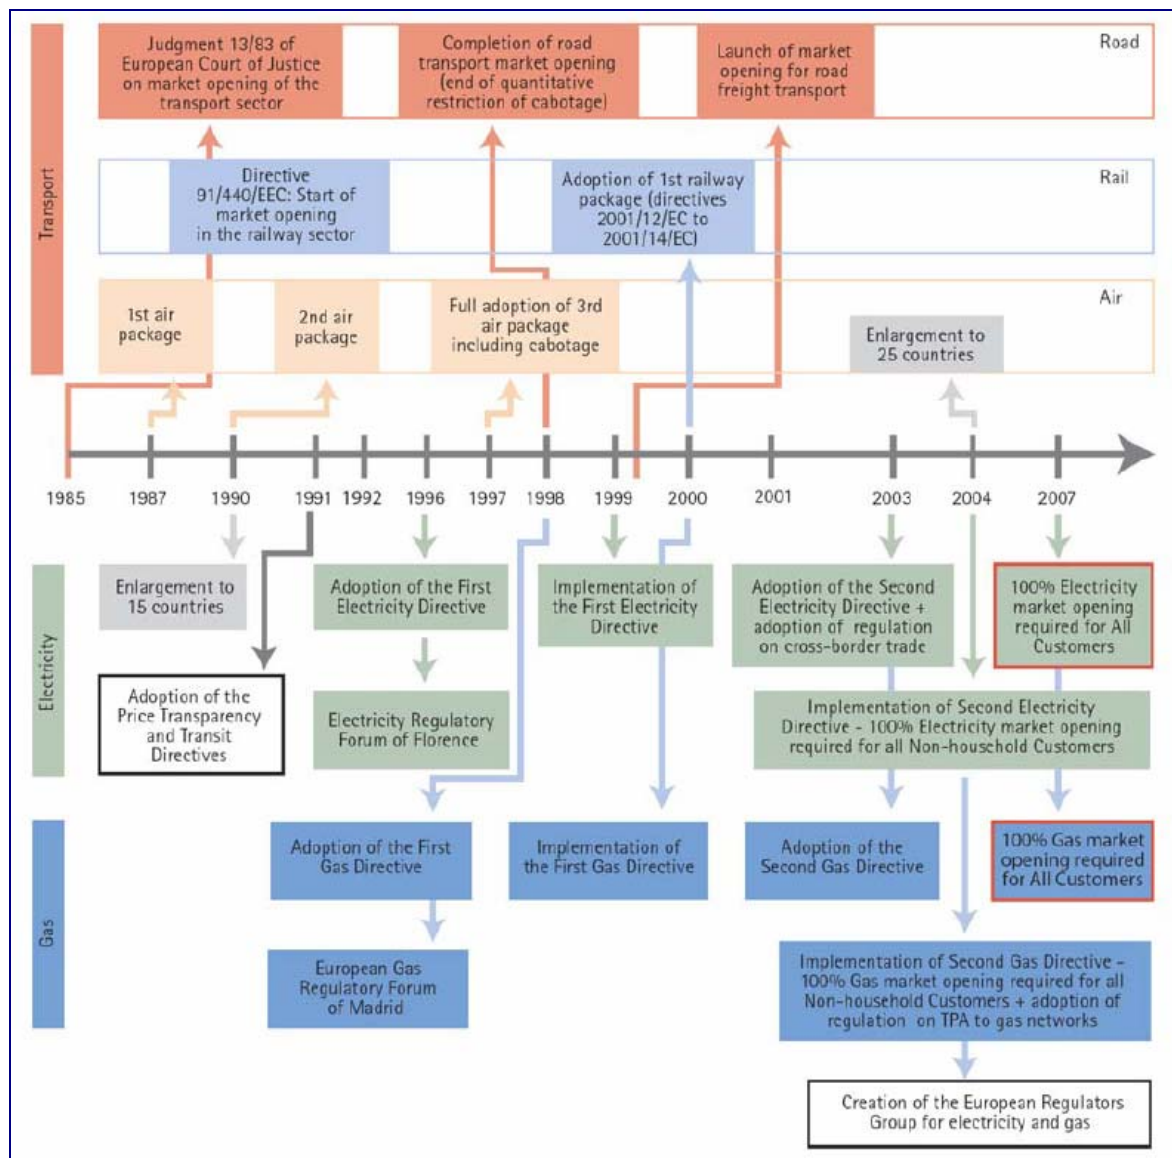 Transport
Judgment 13/83 of
European Court of Justice
on market opening of the
transport sector
Completion of road
transport market opening
(end of quantitative
restriction of cabotage)
Launch of market
opening for road
freight transport
Road
Directive
91/440/EEC: Start of
market opening
in the railway sector
Adoption of 1st railway
package (directives
2001/12/EC to
2001/14/EC)
Rail
1st air
package
2nd air
package
Full adoption of 3rd
air package
including cabotage
Enlargement to
25 countries
Air
1985 1987 1990 1991 1992 1996 1997 1998 1999 2000 2001 2003 2004 2007
Electricity
Enlargement to
15 countries
Adoption of the
Price Transparency
and Transit
Directives
Adoption of the First
Electricity Directive
Electricity Regulatory
Forum of Florence
Implementation of
the First Electricity
Directive
Adoption of the Second
Electricity Directive +
adoption of regulation
on cross-border trade
100% Electricity
market opening
required for All
Customers
Implementation of Second Electricity
Directive - 100% Electricity market opening
required for all Non-household Customers
Gas
Adoption of the First
Gas Directive
Implementation of
the First Gas Directive
Adoption of the
Second Gas Directive
100% Gas market
opening required
for All Customers
European Gas
Regulatory Forum
of Madrid
Implementation of Second Gas Directive –
100% Gas market opening required for all
Non-household Customers + adoption of
regulation on TPA to gas networks
Creation of the European Regulators
Group for electricity and gas